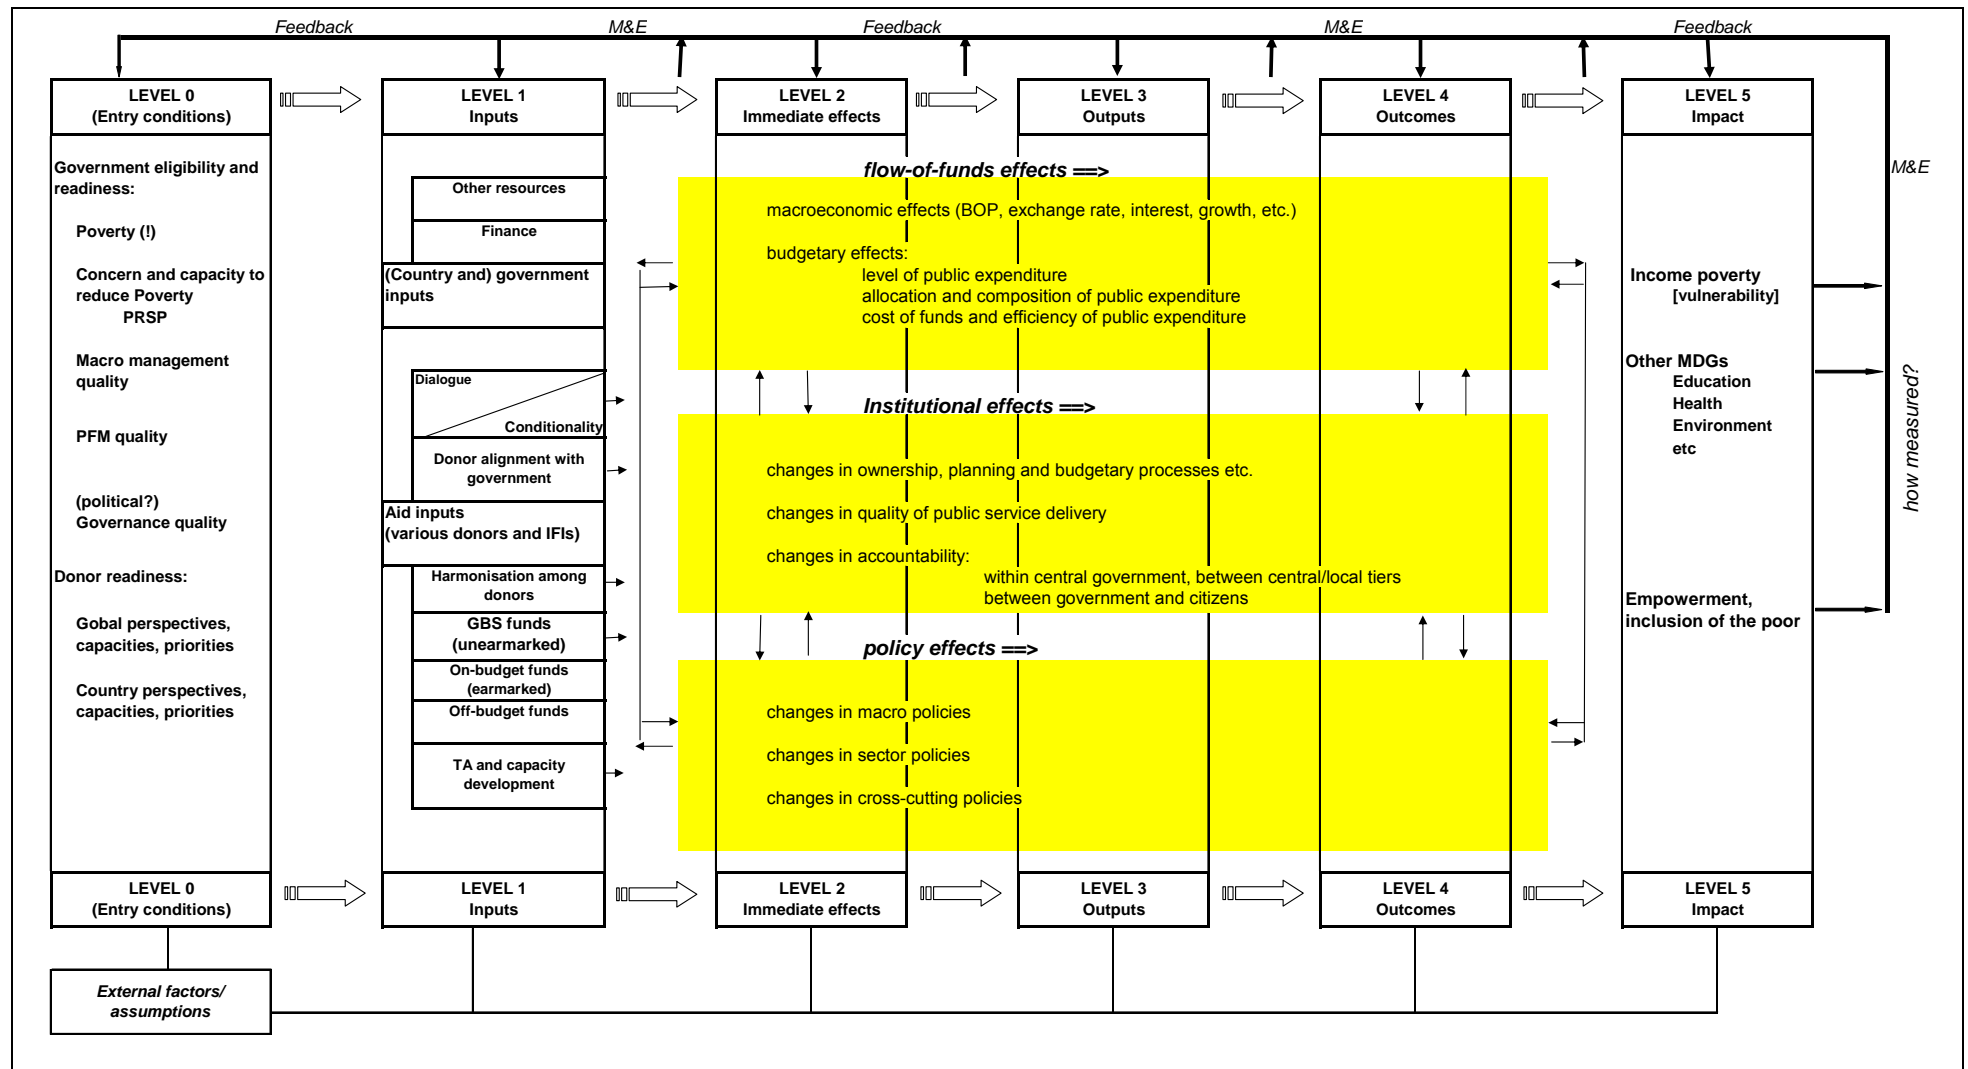 Feedback
M&E
Feedback
M&E
Feedback
LEVEL 0
(Entry conditions)
LEVEL 1
Inputs
LEVEL 2
Immediate effects
LEVEL 3
Outputs
LEVEL 4
Outcomes
LEVEL 5
Impact
Government eligibility and
readiness:
Poverty (!)
Concern and capacity to
reduce Poverty
PRSP
Macro management
quality
PFM quality
(political?)
Governance quality
Donor readiness:
Gobal perspectives,
capacities, priorities
Country perspectives,
capacities, priorities
Other resources
Finance
(Country and) government
inputs
Dialogue
Conditionality
Donor alignment with
government
Aid inputs
(various donors and IFIs)
Harmonisation among
donors
GBS funds
(unearmarked)
On-budget funds
(earmarked)
Off-budget funds
TA and capacity
development
flow-of-funds effects ==>
macroeconomic effects (BOP, exchange rate, interest, growth, etc.)
budgetary effects:
level of public expenditure
allocation and composition of public expenditure
cost of funds and efficiency of public expenditure
Institutional effects ==>
changes in ownership, planning and budgetary processes etc.
changes in quality of public service delivery
changes in accountability:
within central government, between central/local tiers
between government and citizens
policy effects ==>
changes in macro policies
changes in sector policies
changes in cross-cutting policies
Income poverty
[vulnerability]
Other MDGs
Education
Health
Environment
etc
Empowerment,
inclusion of the poor
M&E
how measured?
LEVEL 0
(Entry conditions)
LEVEL 1
Inputs
LEVEL 2
Immediate effects
LEVEL 3
Outputs
LEVEL 4
Outcomes
LEVEL 5
Impact
External factors/
assumptions